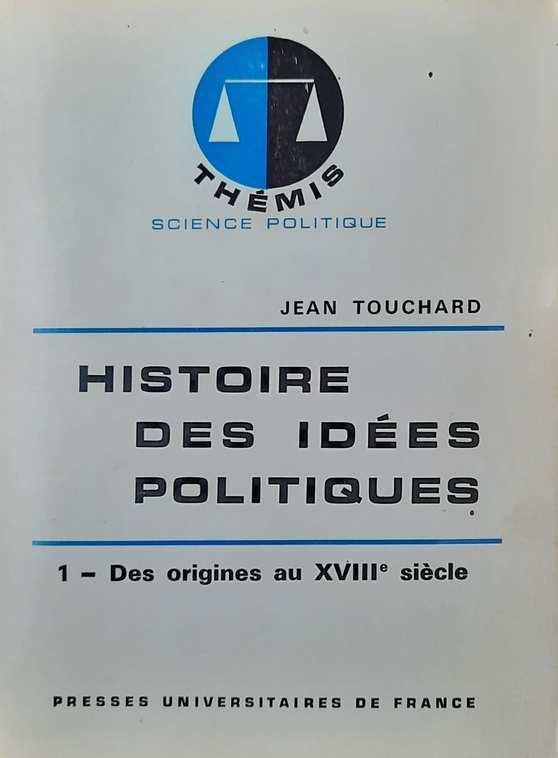 THÉMIS
SCIENCE POLITIQUE
JEAN TOUCHARD
HISTOIRE
DES IDÉES
POLITIQUES
1 – Des origines au XVIIIe siècle
PRESSES UNIVERSITAIRES DE FRANCE